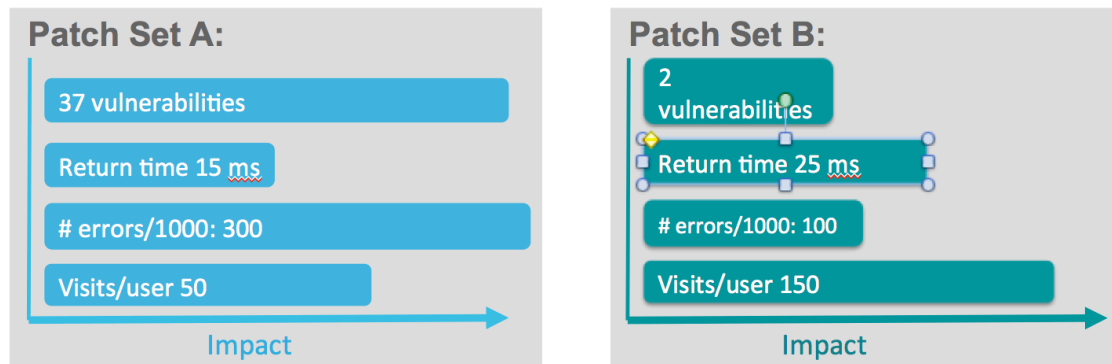 Patch Set A:
37 vulnerabilities
Return time 15 ms
# errors/1000: 300
Visits/user 50
Impact
Patch Set B:
2
vulnerabilities
Return time 25 ms
# errors/1000: 100
Visits/user 150
Impact